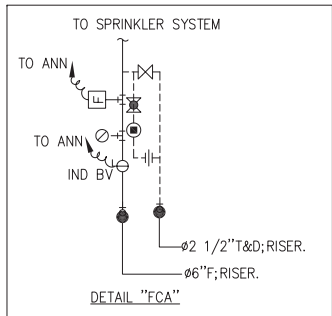 TO SPRINKLER SYSTEM
TO ANN
F
TO ANN
IND BV
ø2 1/2"T&D;RISER.
ø6"F;RISER.
DETAIL "FCA"